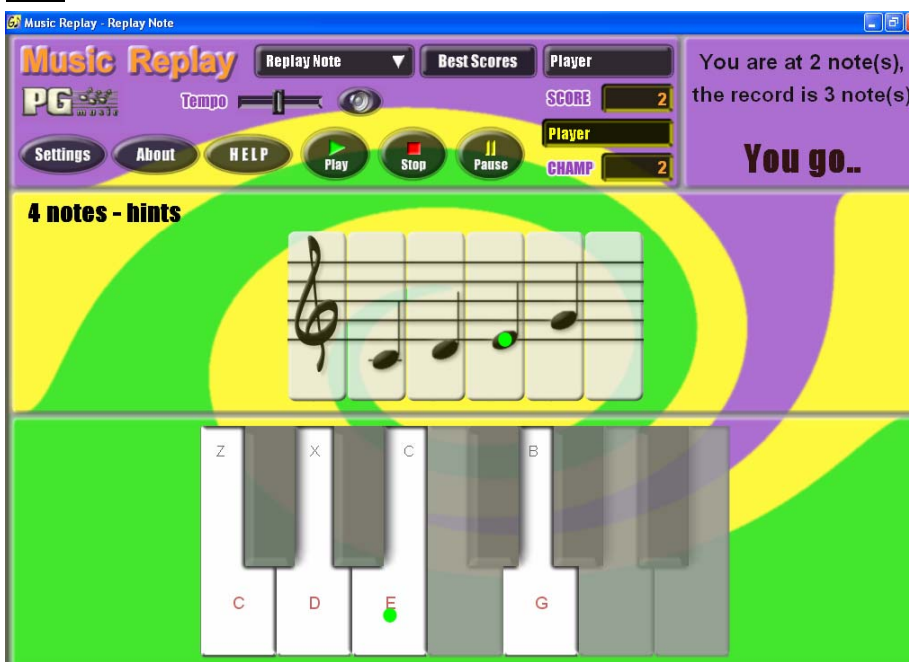 Music Replay - Replay Note
Music Replay
Replay Note
Best Scores
Player
PG
music
Tempo
SCORE 2
Player
Settings
About
HELP
Play
Stop
Pause
CHAMP 2
You are at 2 note(s),
the record is 3 note(s)
You go..
4 notes - hints
Z X C B
C D E G